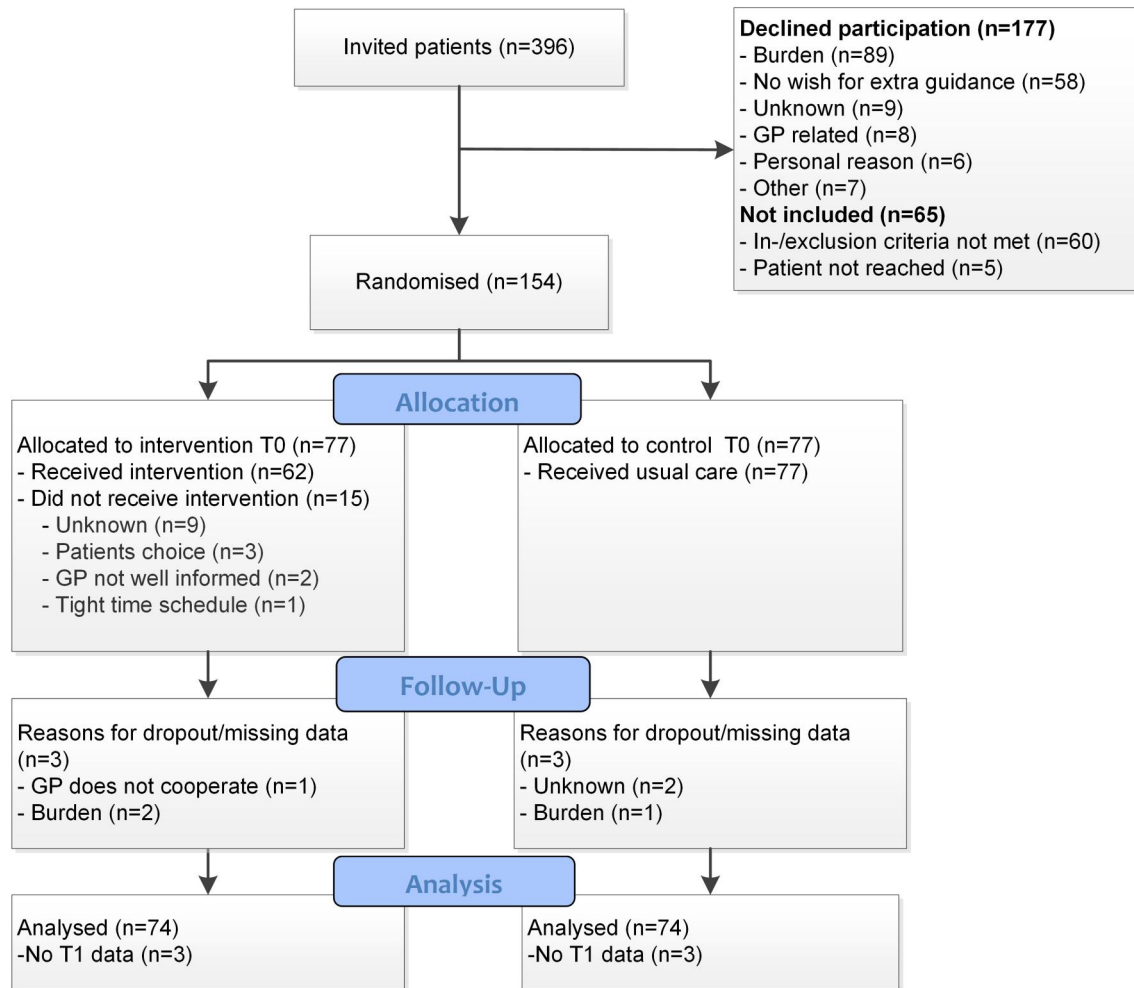 Invited patients (n=396)
Declined participation (n=177)
- Burden (n=89)
- No wish for extra guidance (n=58)
- Unknown (n=9)
- GP related (n=8)
- Personal reason (n=6)
- Other (n=7)
Not included (n=65)
- In-/exclusion criteria not met (n=60)
- Patient not reached (n=5)
Randomised (n=154)
Allocation
Allocated to intervention T0 (n=77)
- Received intervention (n=62)
- Did not receive intervention (n=15)
- Unknown (n=9)
- Patients choice (n=3)
- GP not well informed (n=2)
- Tight time schedule (n=1)
Allocated to control T0 (n=77)
- Received usual care (n=77)
Follow-Up
Reasons for dropout/missing data
(n=3)
- GP does not cooperate (n=1)
- Burden (n=2)
Reasons for dropout/missing data
(n=3)
- Unknown (n=2)
- Burden (n=1)
Analysis
Analysed (n=74)
-No T1 data (n=3)
Analysed (n=74)
-No T1 data (n=3)